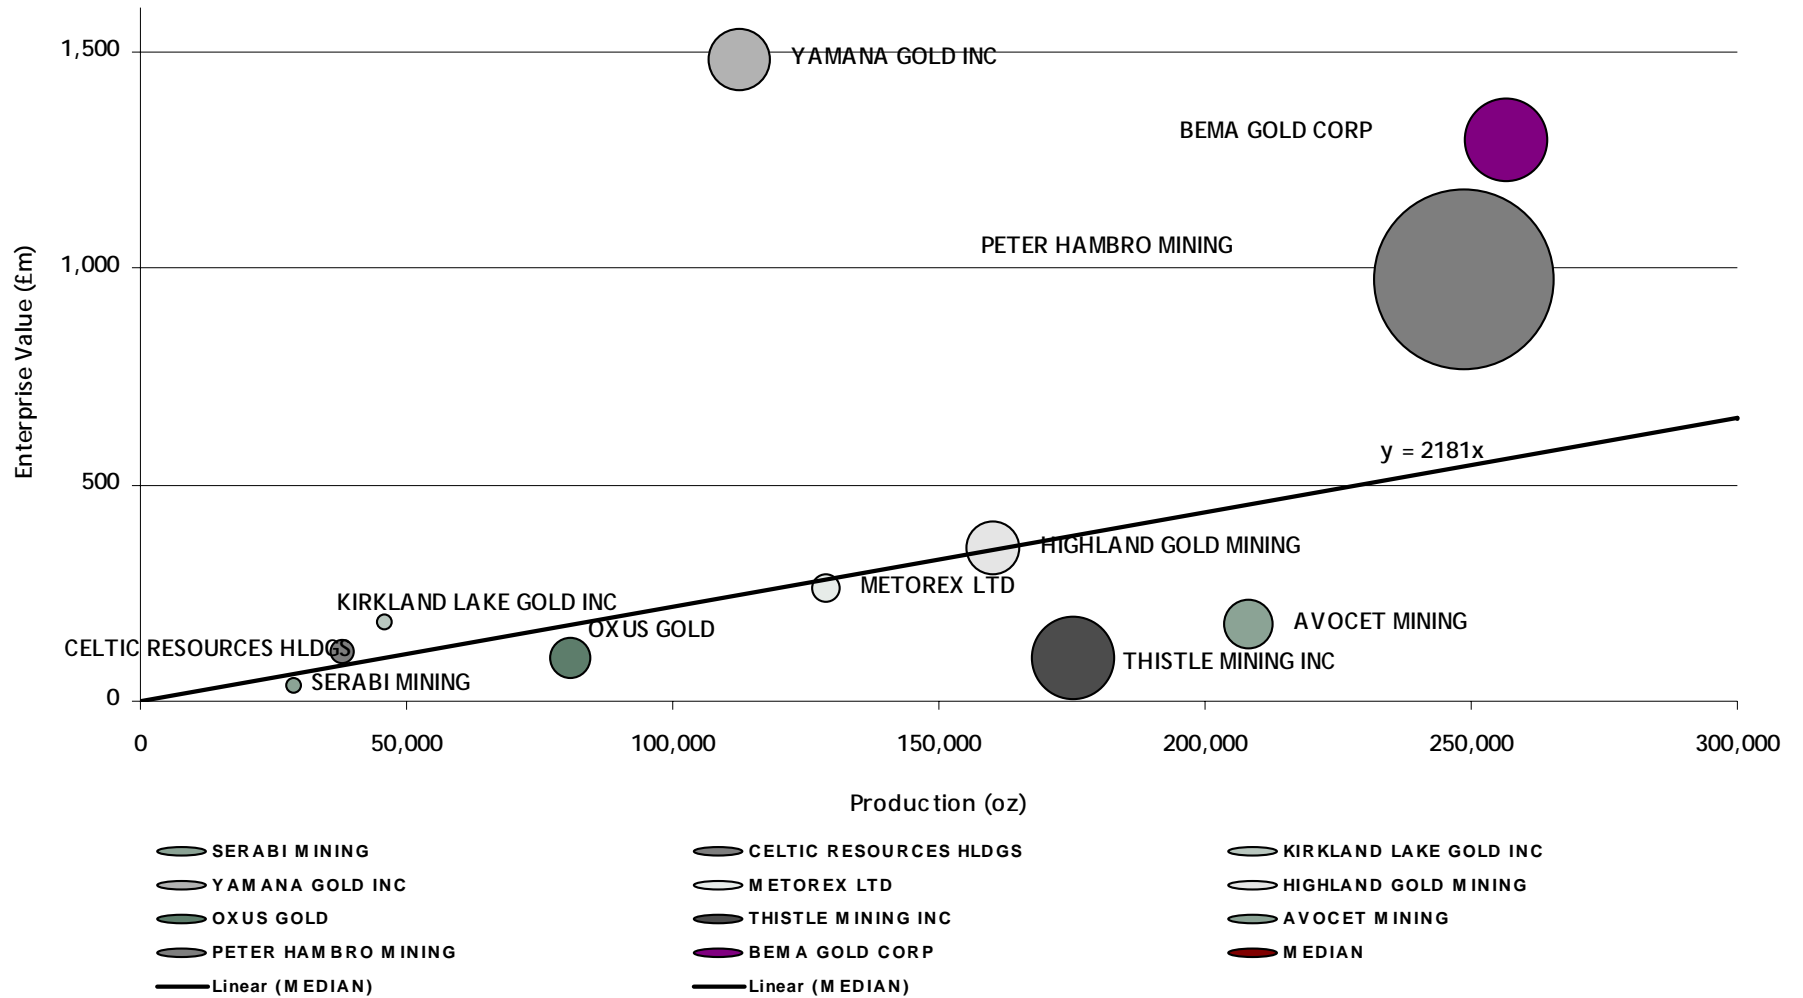 1,500
YAMANA GOLD INC
BEMA GOLD CORP
PETER HAMBRO MINING
1,000
Enterprise Value (£m)
y = 2181x
500
HIGHLAND GOLD MINING
METOREX LTD
KIRKLAND LAKE GOLD INC
OXUS GOLD
AVOCET MINING
CELTIC RESOURCES HLDGS
THISTLE MINING INC
SERABI MINING
0
0 50,000 100,000 150,000 200,000 250,000 300,000
Production (oz)
SERABI MINING CELTIC RESOURCES HLDGS KIRKLAND LAKE GOLD INC
YAMANA GOLD INC METOREX LTD HIGHLAND GOLD MINING
OXUS GOLD THISTLE MINING INC AVOCET MINING
PETER HAMBRO MINING BEMA GOLD CORP MEDIAN
Linear (MEDIAN) Linear (MEDIAN)